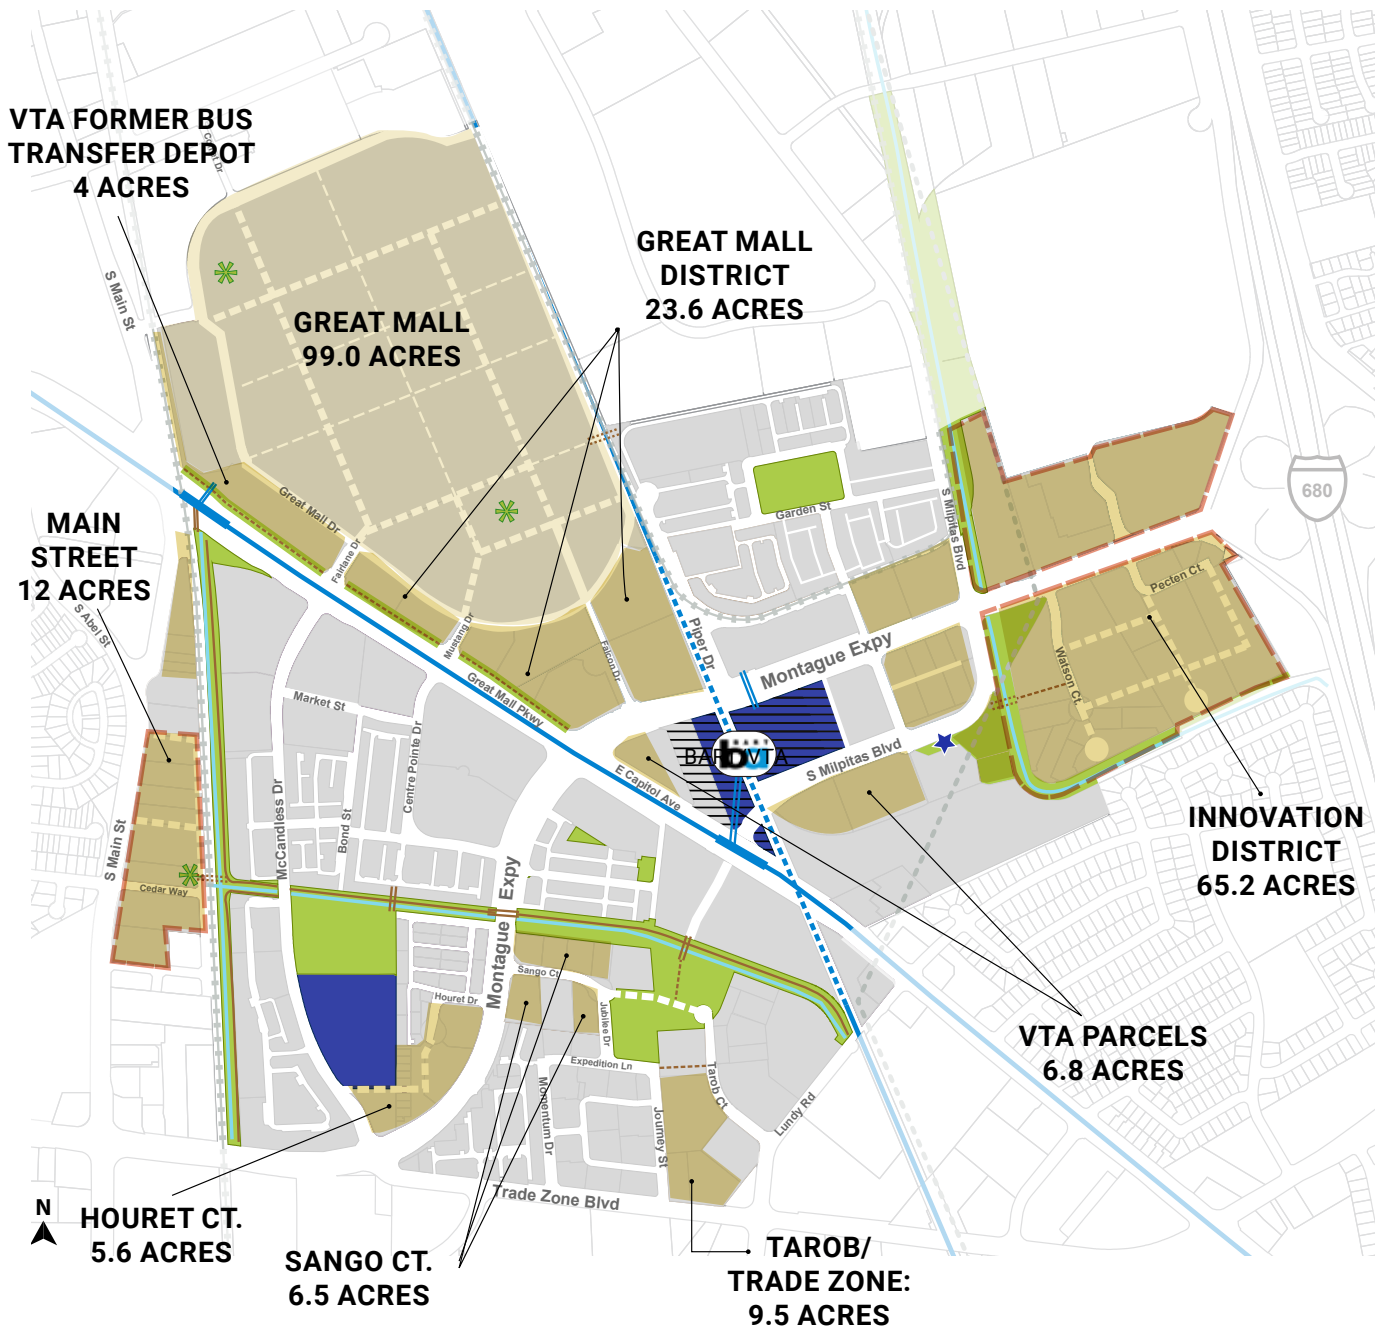 VTA FORMER BUS
TRANSFER DEPOT
4 ACRES
S Main St
GREAT MALL
DISTRICT
23.6 ACRES
GREAT MALL
99.0 ACRES
Great Mall Dr
Fairlane Dr
Mustang Dr
Falcon Dr
Great Mall Pkwy
Garden St
S Milpitas Blvd
680
MAIN
STREET
12 ACRES
S Abel St
Piper Dr
Montague Expy
Pecten Ct.
Watson Ct.
S Milpitas Blvd
E Capitol Ave
Market St
Centre Pointe Dr
Bond St
McCandless Dr
S Main St
Cedar Way
INNOVATION
DISTRICT
65.2 ACRES
Montague Expy
Sango Ct
Houret Dr
Jubilee Dr
Expedition Ln
Momentum Dr
Journey St
Tarob Ct
Lundy Rd
VTA PARCELS
6.8 ACRES
Trade Zone Blvd
N
HOURET CT.
5.6 ACRES
SANGO CT.
6.5 ACRES
TAROB/
TRADE ZONE:
9.5 ACRES